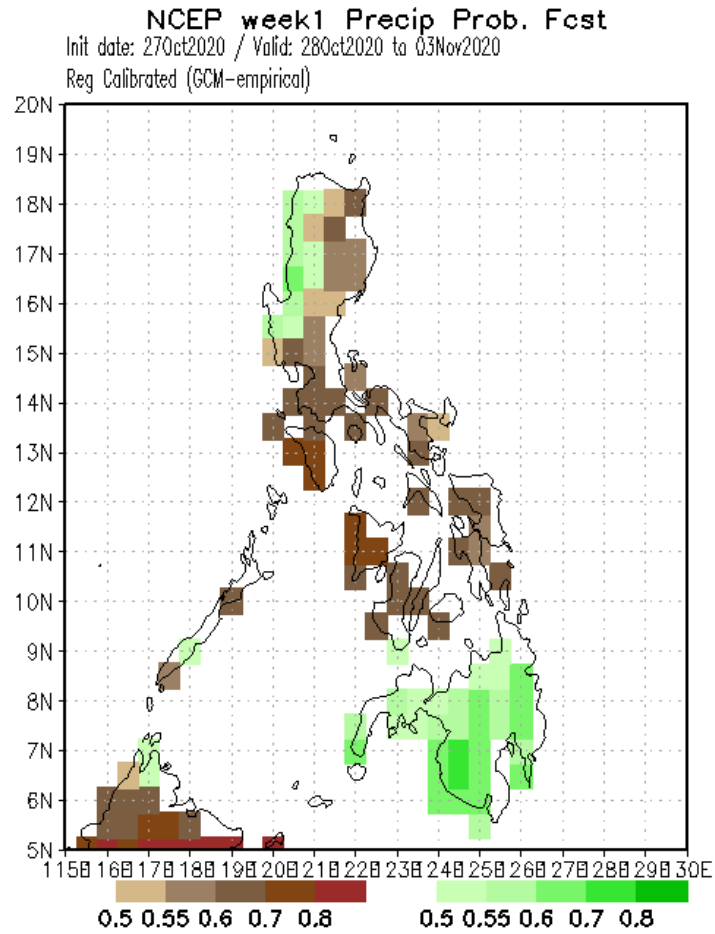 NCEP week1 Precip Prob. Fcst
Init date: 27Oct2020 / Valid: 28Oct2020 to 03Nov2020
Reg Calibrated (GCM-empirical)
20N
19N
18N
17N
16N
15N
14N
13N
12N
11N
10N
9N
8N
7N
6N
5N
115E 116E 117E 118E 119E 120E 121E 122E 123E 124E 125E 126E 127E 128E 129E 130E
0.5 0.55 0.6 0.7 0.8 0.5 0.55 0.6 0.7 0.8